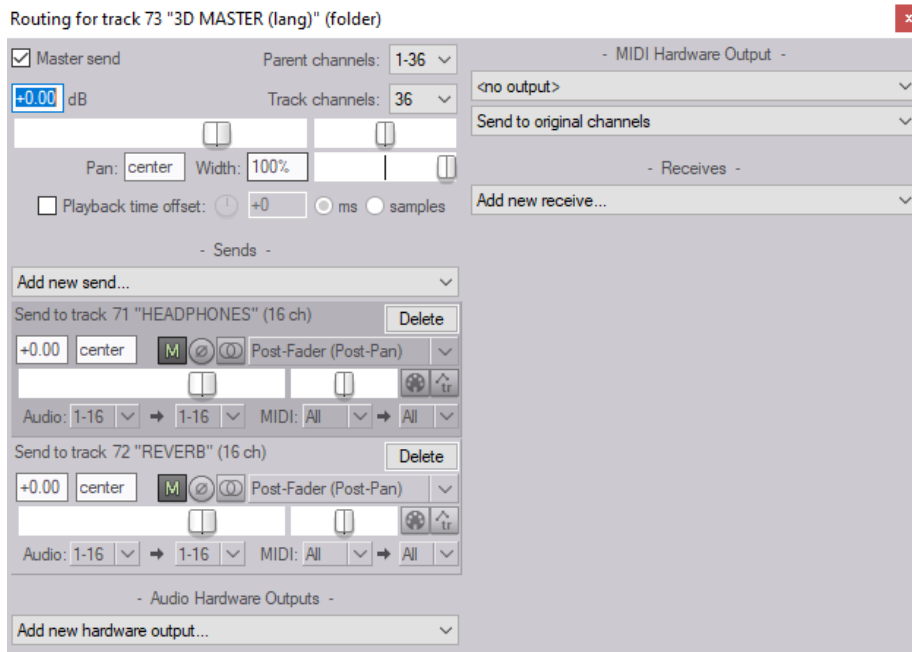 Routing for track 73 "3D MASTER (lang)" (folder)
x
Master send
Parent channels: 1-36
+0.00 dB
Track channels: 36
Pan: center Width: 100%
Playback time offset: +0 ms samples
- Sends -
Add new send...
Send to track 71 "HEADPHONES" (16 ch)
Delete
+0.00 center M Post-Fader (Post-Pan)
tr
Audio: 1-16 1-16 MIDI: All All
Send to track 72 "REVERB" (16 ch)
Delete
+0.00 center M Post-Fader (Post-Pan)
tr
Audio: 1-16 1-16 MIDI: All All
- Audio Hardware Outputs -
Add new hardware output...
- MIDI Hardware Output -
<no output>
Send to original channels
- Receives -
Add new receive...